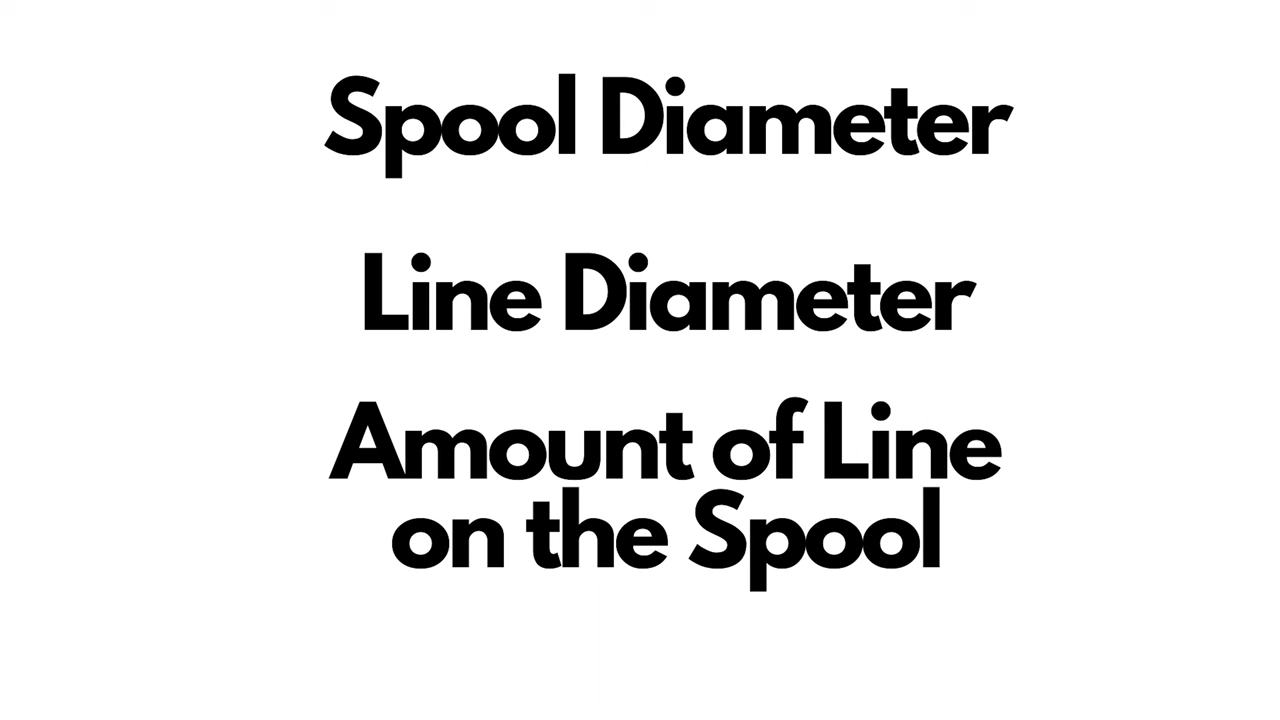 Spool Diameter
Line Diameter
Amount of Line
on the Spool